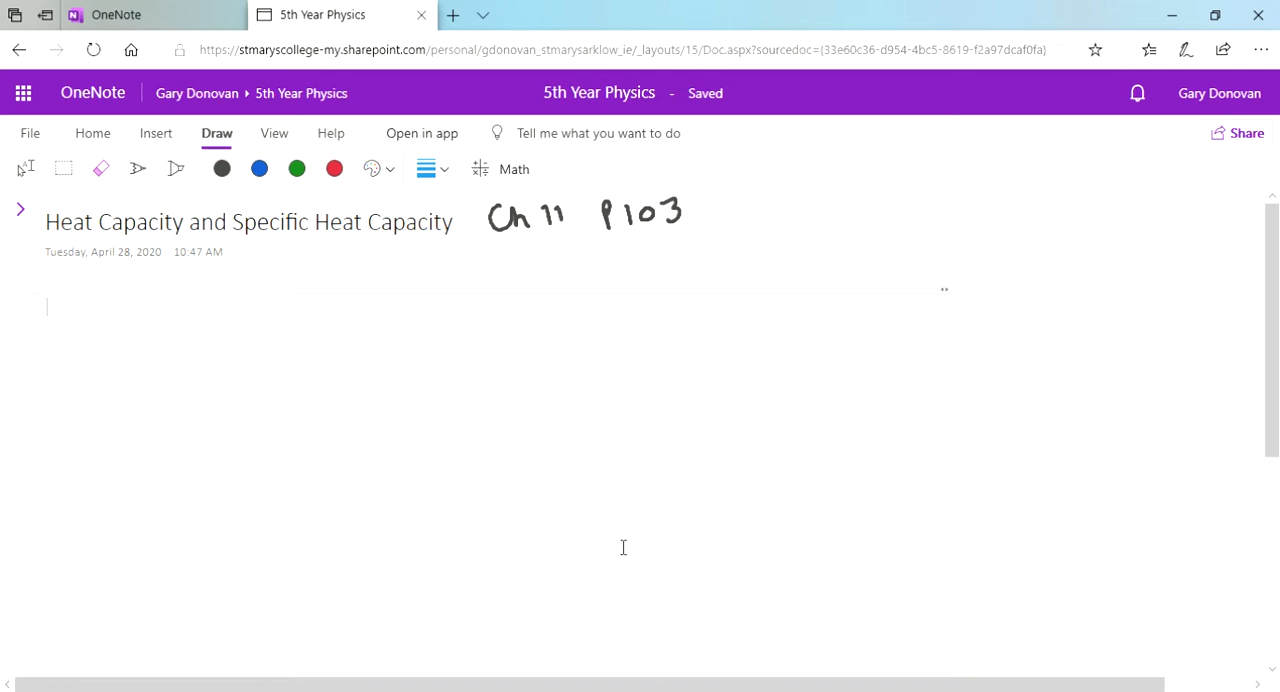 OneNote
5th Year Physics
https://stmaryscollege-my.sharepoint.com/personal/gdonovan_stmarysarklow_ie/_layouts/15/Doc.aspx?sourcedoc={33e60c36-d954-4bc5-8619-f2a97dcaf0fa}
OneNote Gary Donovan ▸ 5th Year Physics 5th Year Physics - Saved Gary Donovan
File Home Insert Draw View Help Open in app Tell me what you want to do Share
Math
Heat Capacity and Specific Heat Capacity Ch 11 P103
Tuesday, April 28, 2020 10:47 AM